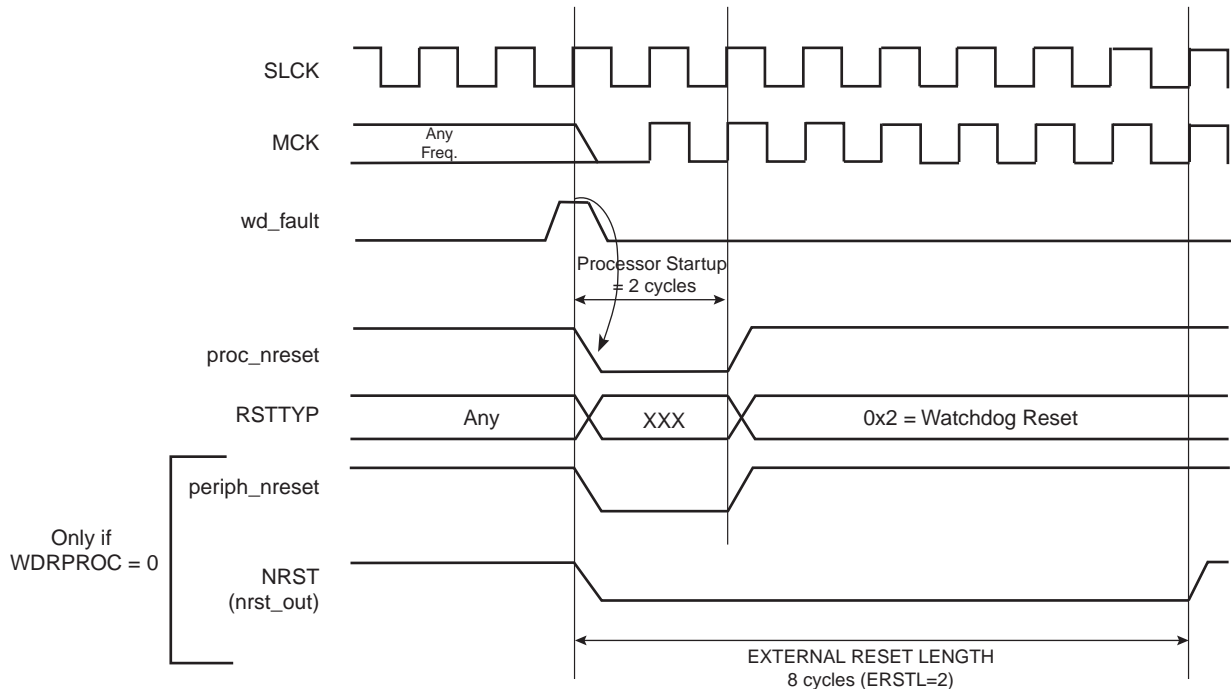 SLCK
MCK
Any
Freq.
wd_fault
Processor Startup
= 2 cycles
proc_nreset
RSTTYP
Any
XXX
0x2 = Watchdog Reset
periph_nreset
Only if
WDRPROC = 0
NRST
(nrst_out)
EXTERNAL RESET LENGTH
8 cycles (ERSTL=2)